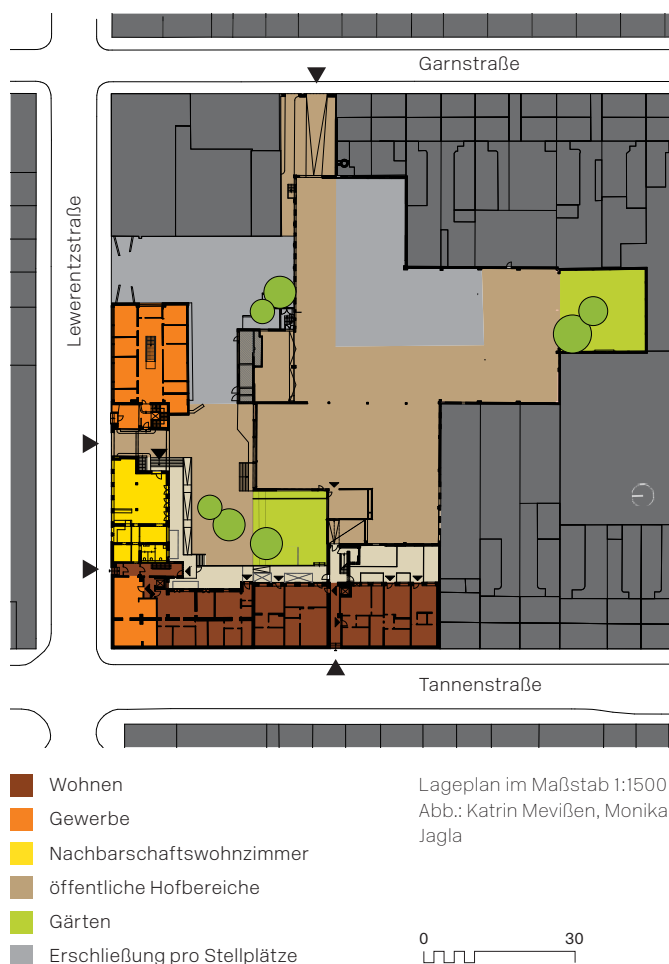 Garnstraße
Lewerentzstraße
Tannenstraße
Wohnen
Gewerbe
Nachbarschaftswohnzimmer
öffentliche Hofbereiche
Gärten
Erschließung pro Stellplätze
Lageplan im Maßstab 1:1500
Abb.: Katrin Mevißen, Monika
Jagla
0 30